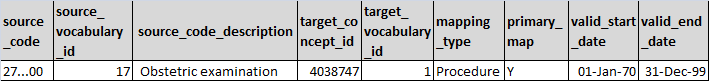 source_code source_vocabulary_id source_code_description target_concept_id target_vocabulary_id mapping_type primary_map valid_start_date valid_end_date
27...00 17 Obstetric examination 4038747 1 Procedure Y 01-Jan-70 31-Dec-99